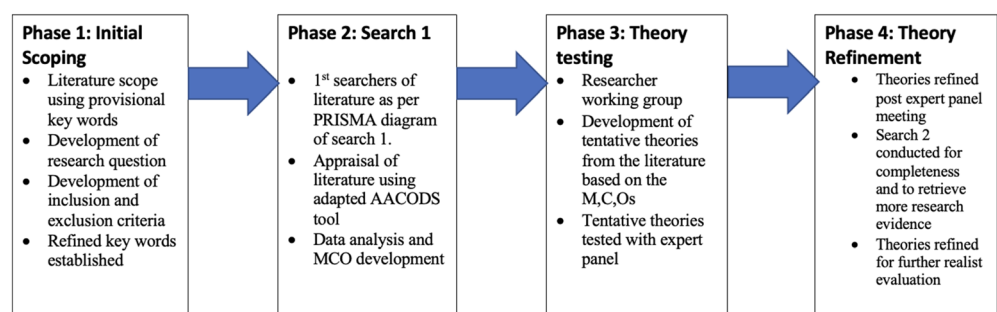 Phase 1: Initial
Scoping
• Literature scope
using provisional
key words
• Development of
research question
• Development of
inclusion and
exclusion criteria
• Refined key words
established
Phase 2: Search 1
• 1st searchers of
literature as per
PRISMA diagram
of search 1.
• Appraisal of
literature using
adapted AACODS
tool
• Data analysis and
MCO development
Phase 3: Theory
testing
• Researcher
working group
• Development of
tentative theories
from the literature
based on the
M,C,Os
• Tentative theories
tested with expert
panel
Phase 4: Theory
Refinement
• Theories refined
post expert panel
meeting
• Search 2
conducted for
completeness
and to retrieve
more research
evidence
• Theories refined
for further realist
evaluation